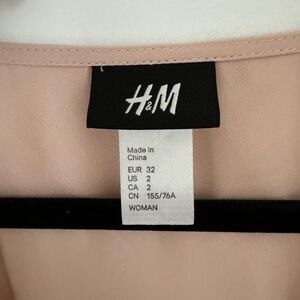 H&M
Made in
China
EUR 32
US 2
CA 2
CN 155/76A
WOMAN